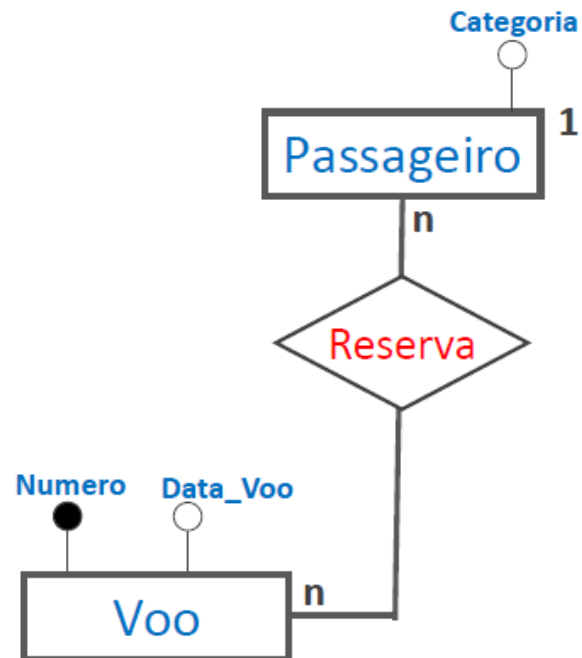 Categoria
1
Passageiro
n
Reserva
Numero Data_Voo
n
Voo